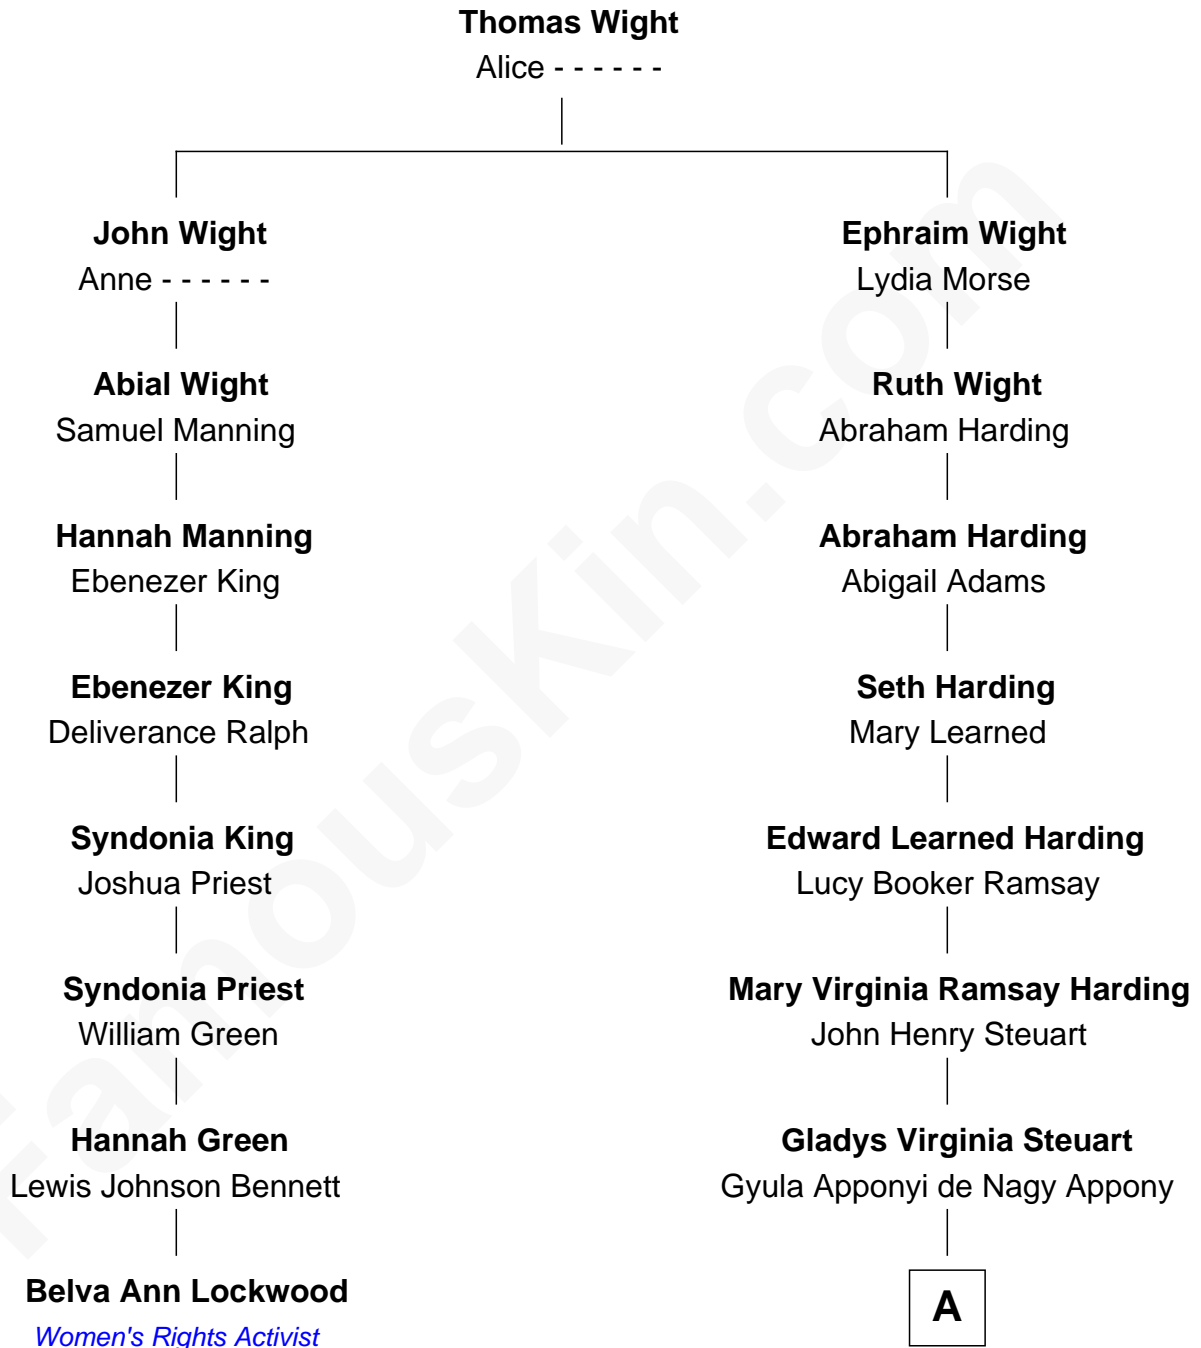 Thomas Wight
Alice - - - - - -
John Wight
Anne - - - - - -
Abial Wight
Samuel Manning
Hannah Manning
Ebenezer King
Ebenezer King
Deliverance Ralph
Syndonia King
Joshua Priest
Syndonia Priest
William Green
Hannah Green
Lewis Johnson Bennett
Belva Ann Lockwood
Women's Rights Activist
Ephraim Wight
Lydia Morse
Ruth Wight
Abraham Harding
Abraham Harding
Abigail Adams
Seth Harding
Mary Learned
Edward Learned Harding
Lucy Booker Ramsay
Mary Virginia Ramsay Harding
John Henry Steuart
Gladys Virginia Steuart
Gyula Apponyi de Nagy Appony
A
FamousKin.com